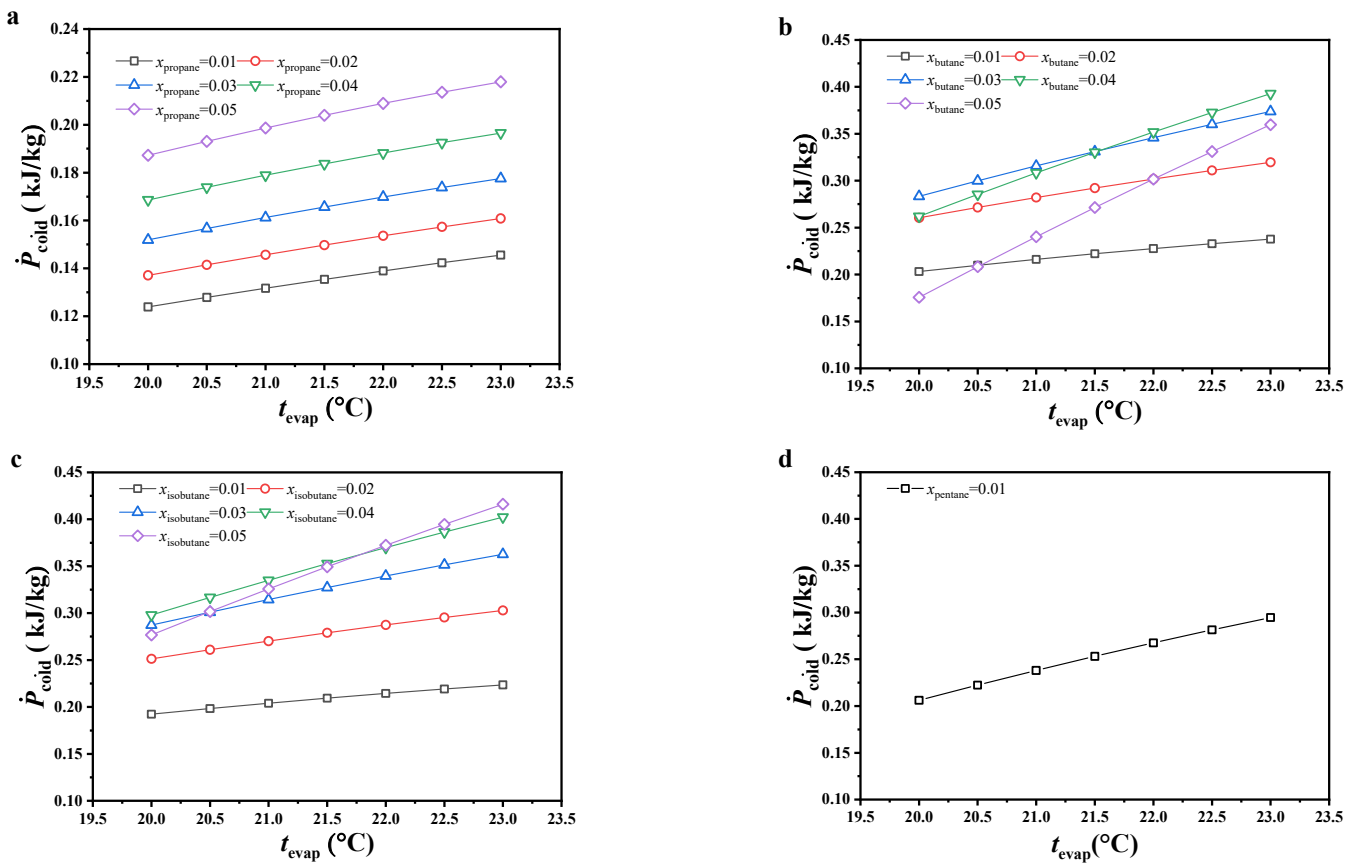 a
x_propane=0.01 x_propane=0.02
x_propane=0.03 x_propane=0.04
x_propane=0.05
0.24
0.22
0.20
0.18
0.16
0.14
0.12
0.10
Ṗ_cold ( kJ/kg)
19.5 20.0 20.5 21.0 21.5 22.0 22.5 23.0 23.5
t_evap (°C)
b
x_butane=0.01 x_butane=0.02
x_butane=0.03 x_butane=0.04
x_butane=0.05
0.45
0.40
0.35
0.30
0.25
0.20
0.15
0.10
Ṗ_cold ( kJ/kg)
19.5 20.0 20.5 21.0 21.5 22.0 22.5 23.0 23.5
t_evap (°C)
c
x_isobutane=0.01 x_isobutane=0.02
x_isobutane=0.03 x_isobutane=0.04
x_isobutane=0.05
0.45
0.40
0.35
0.30
0.25
0.20
0.15
0.10
Ṗ_cold ( kJ/kg)
19.5 20.0 20.5 21.0 21.5 22.0 22.5 23.0 23.5
t_evap (°C)
d
x_pentane=0.01
0.45
0.40
0.35
0.30
0.25
0.20
0.15
0.10
Ṗ_cold ( kJ/kg)
19.5 20.0 20.5 21.0 21.5 22.0 22.5 23.0 23.5
t_evap (°C)